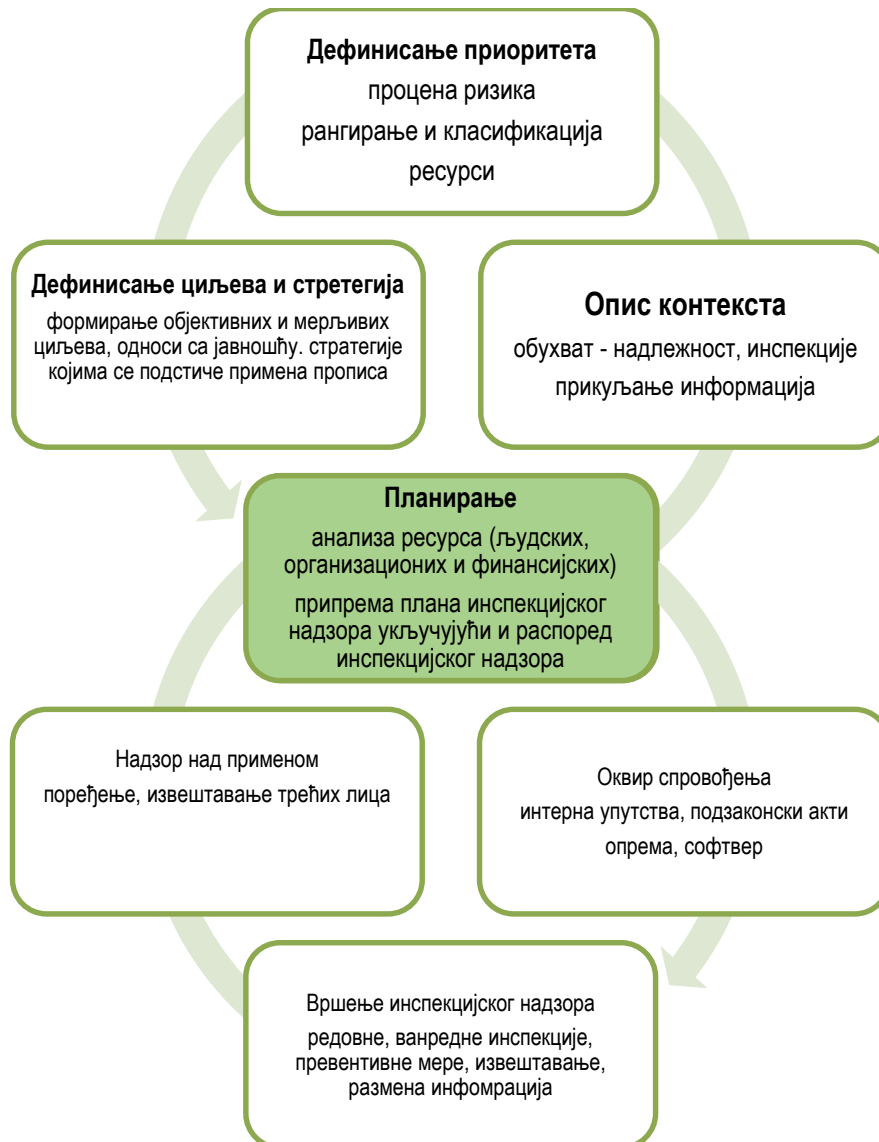 Дефинисање приоритета
процена ризика
рангирање и класификација
ресурси
Дефинисање циљева и стретегија
формирање објективних и мерљивих
циљева, односи са јавношћу. стратегије
којима се подстиче примена прописа
Опис контекста
обухват - надлежност, инспекције
прикуљање информација
Планирање
анализа ресурса (људских,
организационих и финансијских)
припрема плана инспекцијског
надзора укључујући и распоред
инспекцијског надзора
Надзор над применом
поређење, извештавање трећих лица
Оквир спровођења
интерна упутства, подзаконски акти
опрема, софтвер
Вршење инспекцијског надзора
редовне, ванредне инспекције,
превентивне мере, извештавање,
размена инфомрација